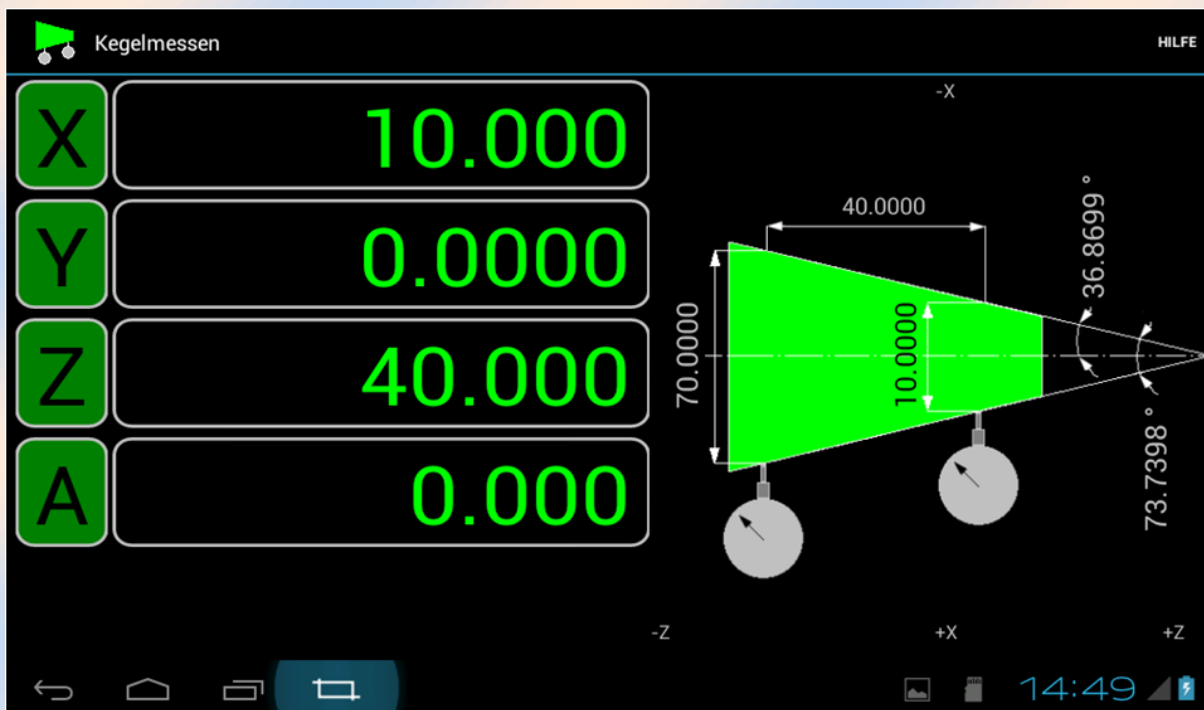 Kegelmessen
HILFE
X
10.000
Y
0.0000
Z
40.000
A
0.000
-X
40.0000
36.8699 °
70.0000
10.0000
73.7398 °
-Z
+X
+Z
14:49